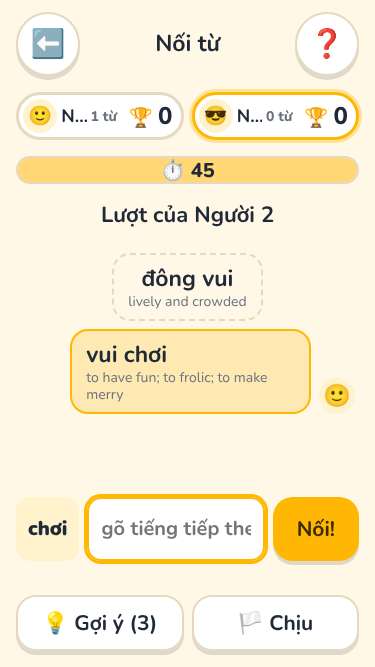 Nối từ
N... 1 từ 0
N... 0 từ 0
45
Lượt của Người 2
đông vui
lively and crowded
vui chơi
to have fun; to frolic; to make
merry
chơi
gõ tiếng tiếp the
Nối!
Gợi ý (3)
Chịu